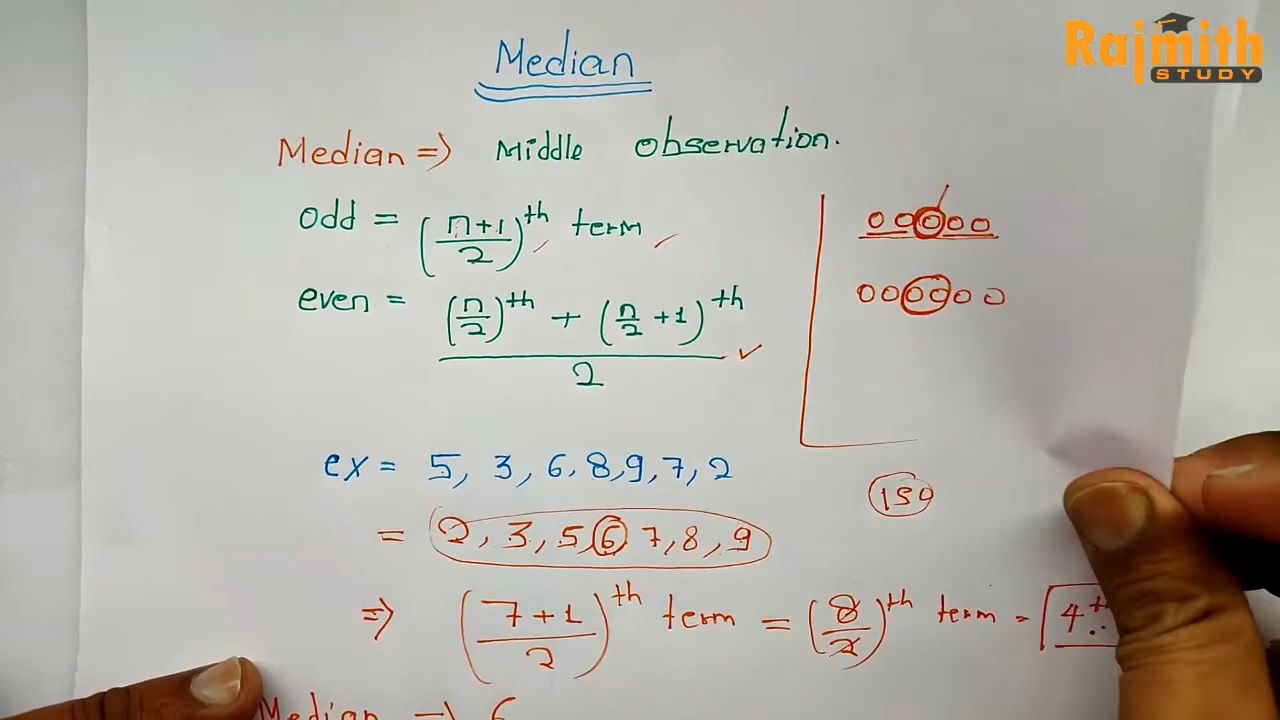 Rajmith
STUDY
Median
Median => Middle observation.
odd = ((n+1)/2)^th term
even = ((n/2)^th + (n/2 +1)^th)/2
ex = 5, 3, 6, 8, 9, 7, 2
= 2, 3, 5, 6 7, 8, 9
150
=> ((7+1)/2)^th term = (8/2)^th term = 4
Median => 6